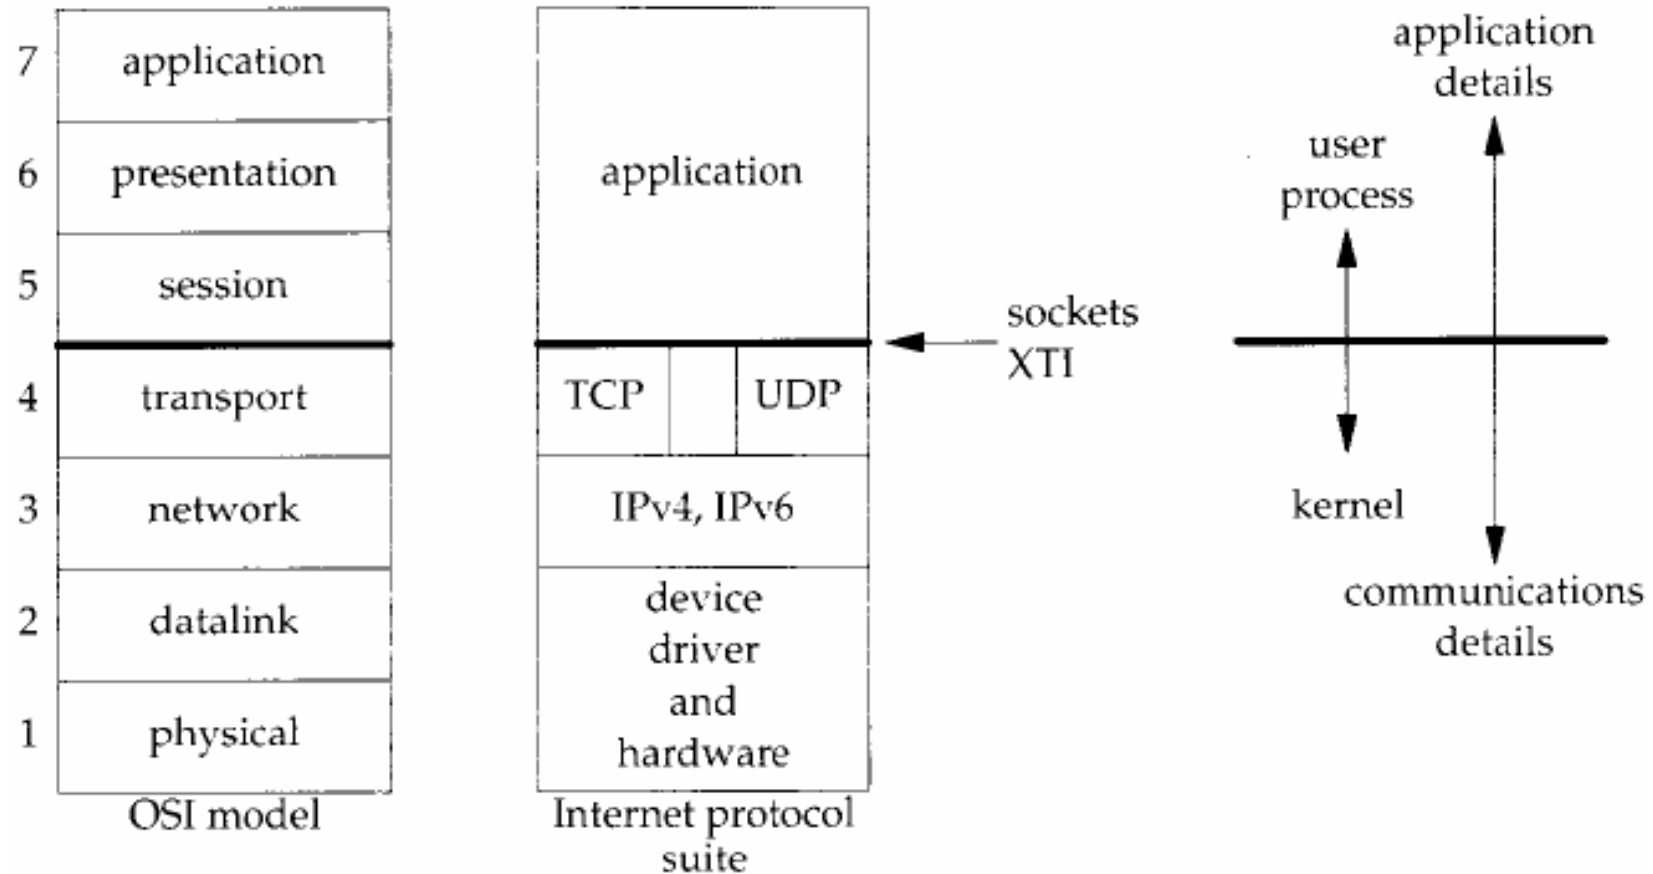 7
application
6
presentation
5
session
4
transport
3
network
2
datalink
1
physical
OSI model
application
TCP
UDP
IPv4, IPv6
device
driver
and
hardware
Internet protocol
suite
sockets
XTI
application
details
user
process
kernel
communications
details